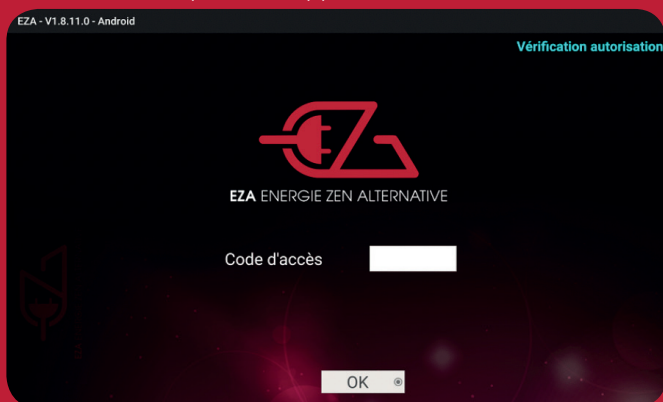 EZA - V1.8.11.0 - Android
Vérification autorisation
EZA ENERGIE ZEN ALTERNATIVE
Code d'accès
OK